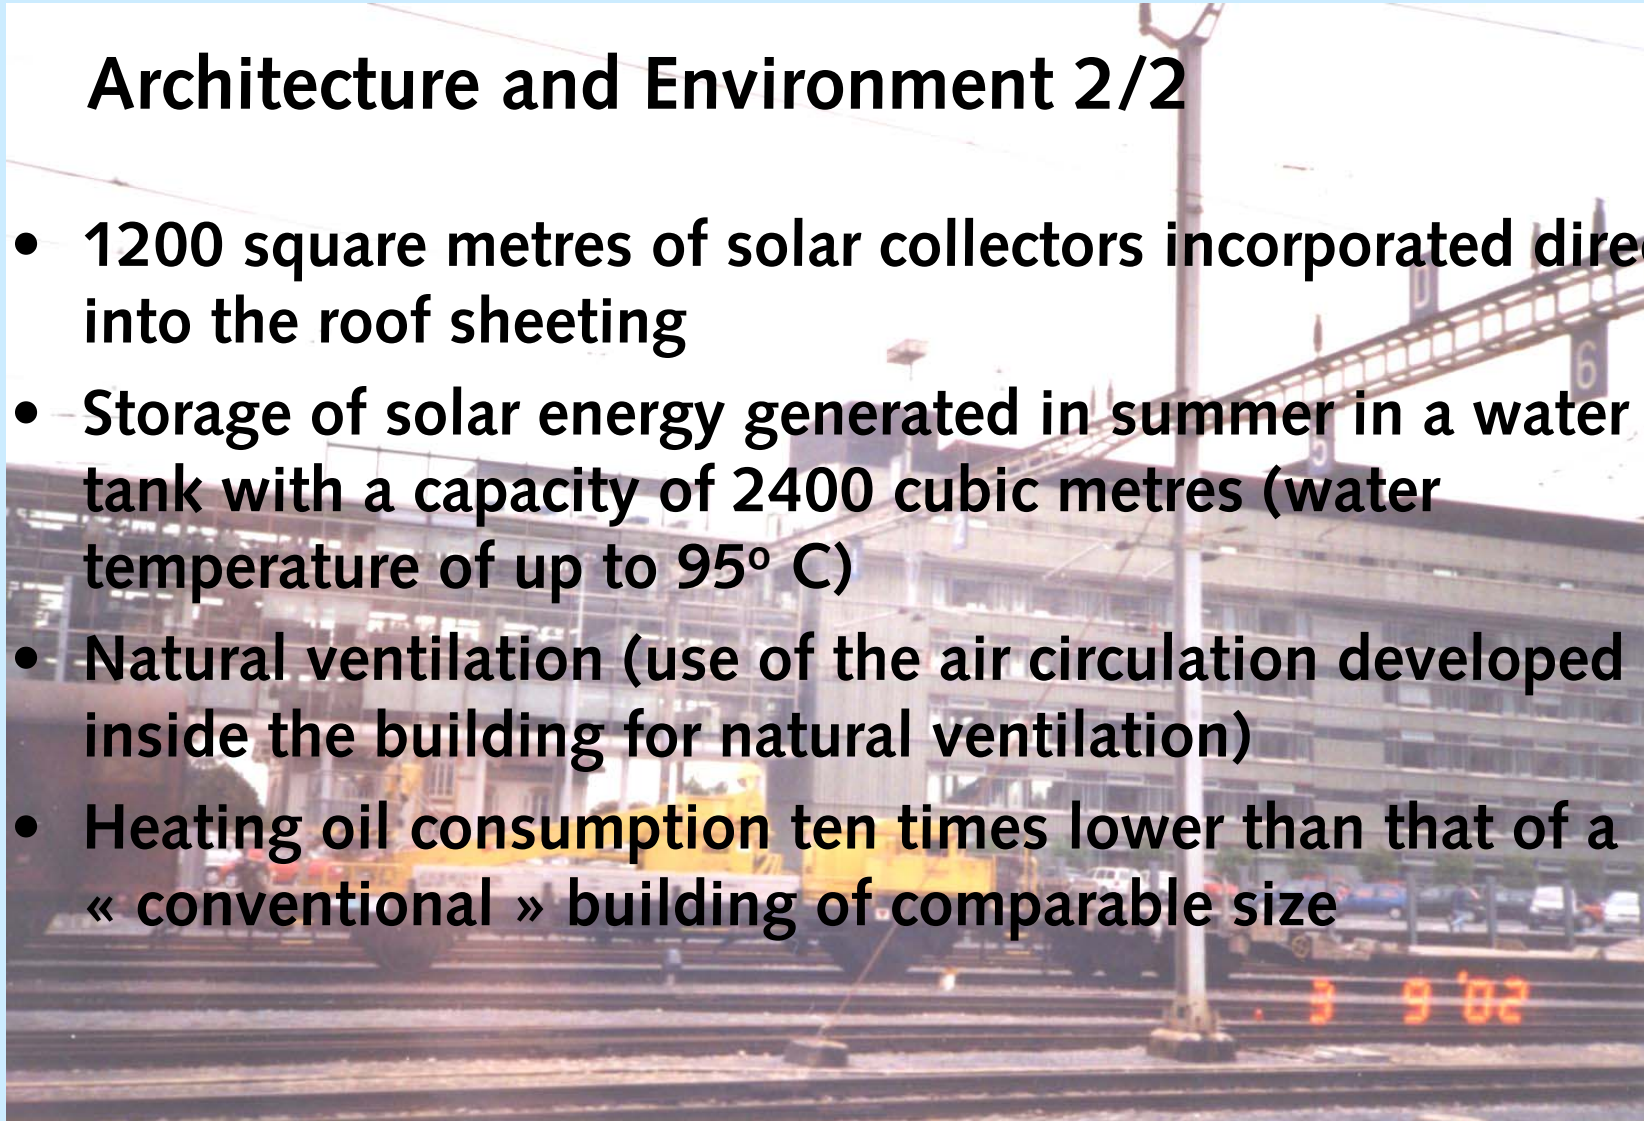 Architecture and Environment 2/2
• 1200 square metres of solar collectors incorporated
into the roof sheeting
• Storage of solar energy generated in summer in a water
tank with a capacity of 2400 cubic metres (water
temperature of up to 95º C)
• Natural ventilation (use of the air circulation developed
inside the building for natural ventilation)
• Heating oil consumption ten times lower than that of a
« conventional » building of comparable size
D
6
5
3 9 '02